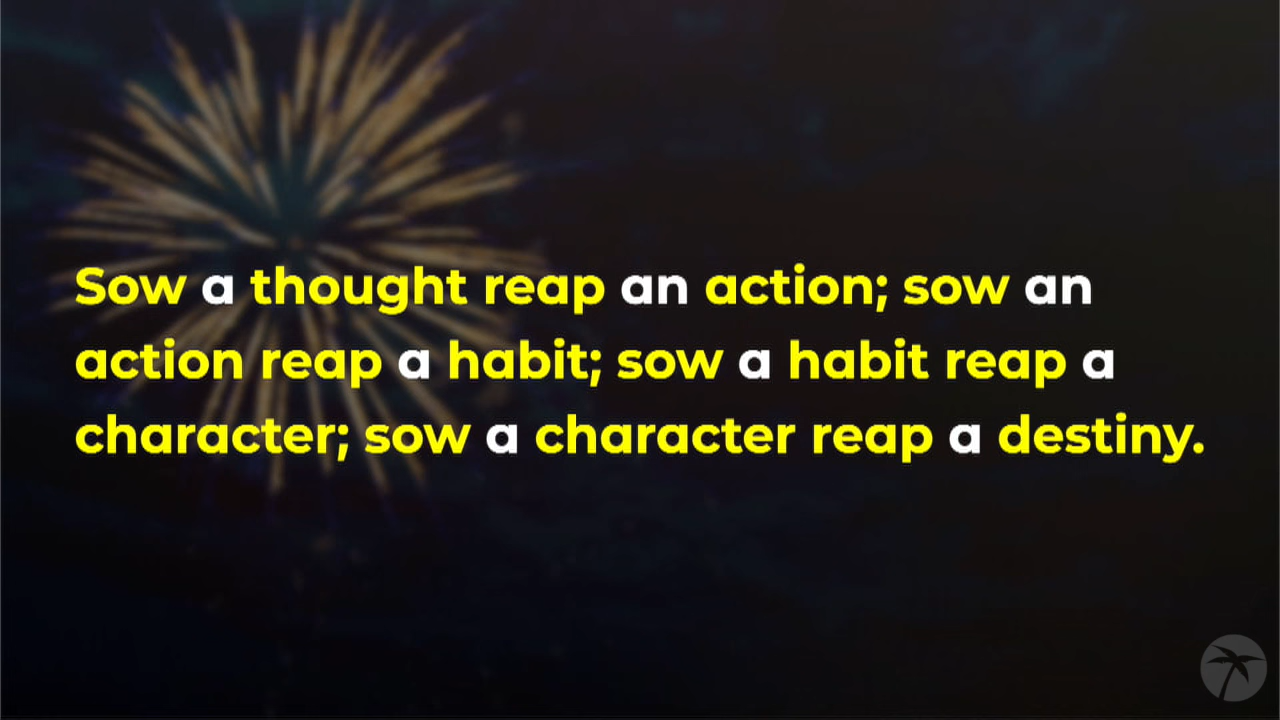 Sow a thought reap an action; sow an
action reap a habit; sow a habit reap a
character; sow a character reap a destiny.